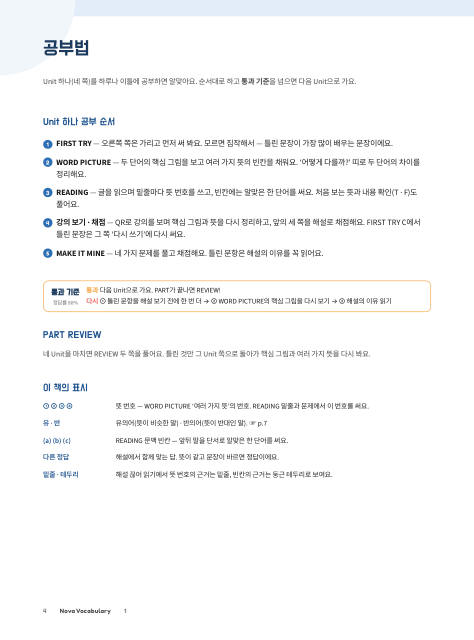 공부법
Unit 하나(네 쪽)를 하루나 이틀에 공부하면 알맞아요. 순서대로 하고 통과 기준을 넘으면 다음 Unit으로 가요.
Unit 하나 공부 순서
1 FIRST TRY — 오른쪽 쪽은 가리고 먼저 써 봐요. 모르면 짐작해서 — 틀린 문장이 가장 많이 배우는 문장이에요.
2 WORD PICTURE — 두 단어의 핵심 그림을 보고 여러 가지 뜻의 빈칸을 채워요. '어떻게 다를까?' 띠로 두 단어의 차이를
정리해요.
3 READING — 글을 읽으며 밑줄마다 뜻 번호를 쓰고, 빈칸에는 알맞은 한 단어를 써요. 처음 보는 뜻과 내용 확인(T · F)도
풀어요.
4 강의 보기 · 채점 — QR로 강의를 보며 핵심 그림과 뜻을 다시 정리하고, 앞의 세 쪽을 해설로 채점해요. FIRST TRY C에서
틀린 문장은 그 쪽 '다시 쓰기'에 다시 써요.
5 MAKE IT MINE — 네 가지 문제를 풀고 채점해요. 틀린 문항은 해설의 이유를 꼭 읽어요.
통과 기준
통과 다음 Unit으로 가요. PART가 끝나면 REVIEW!
다시 ① 틀린 문항을 해설 보기 전에 한 번 더 → ② WORD PICTURE의 핵심 그림을 다시 보기 → ③ 해설의 이유 읽기
PART REVIEW
네 Unit을 마치면 REVIEW 두 쪽을 풀어요. 틀린 것만 그 Unit 쪽으로 돌아가 핵심 그림과 여러 가지 뜻을 다시 봐요.
이 책의 표시
①②③④ 뜻 번호 — WORD PICTURE '여러 가지 뜻'의 번호. READING 밑줄과 문제에서 이 번호를 써요.
유 · 반 유의어(뜻이 비슷한 말) · 반의어(뜻이 반대인 말). ☞ p.7
(a) (b) (c) READING 문맥 빈칸 — 앞뒤 말을 단서로 알맞은 한 단어를 써요.
다른 정답 해설에서 함께 맞는 답. 뜻이 같고 문장이 바르면 정답이에요.
밑줄 · 테두리 해설 끊어 읽기에서 뜻 번호의 근거는 밑줄, 빈칸의 근거는 둥근 테두리로 보여요.
4 Nova Vocabulary 1